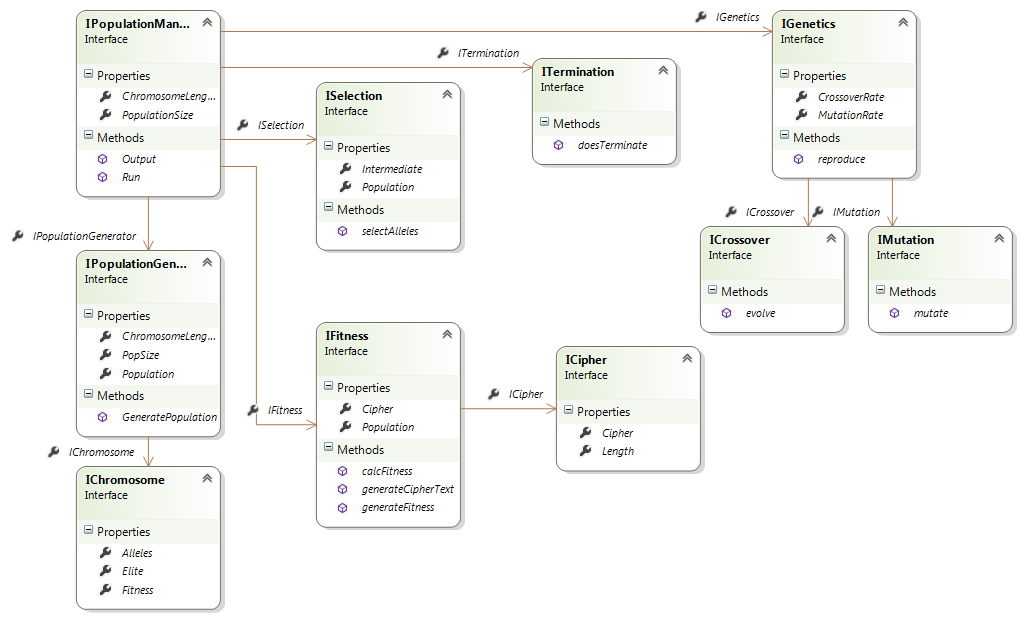 IPopulationMan...
Interface
Properties
ChromosomeLeng...
PopulationSize
Methods
Output
Run
IGenetics
ITermination
ISelection
IGenetics
Interface
Properties
CrossoverRate
MutationRate
Methods
reproduce
ITermination
Interface
Methods
doesTerminate
ISelection
Interface
Properties
Intermediate
Population
Methods
selectAlleles
ICrossover
IMutation
ICrossover
Interface
Methods
evolve
IMutation
Interface
Methods
mutate
IPopulationGenerator
IPopulationGen...
Interface
Properties
ChromosomeLeng...
PopSize
Population
Methods
GeneratePopulation
IFitness
IFitness
Interface
Properties
Cipher
Population
Methods
calcFitness
generateCipherText
generateFitness
ICipher
ICipher
Interface
Properties
Cipher
Length
IChromosome
IChromosome
Interface
Properties
Alleles
Elite
Fitness